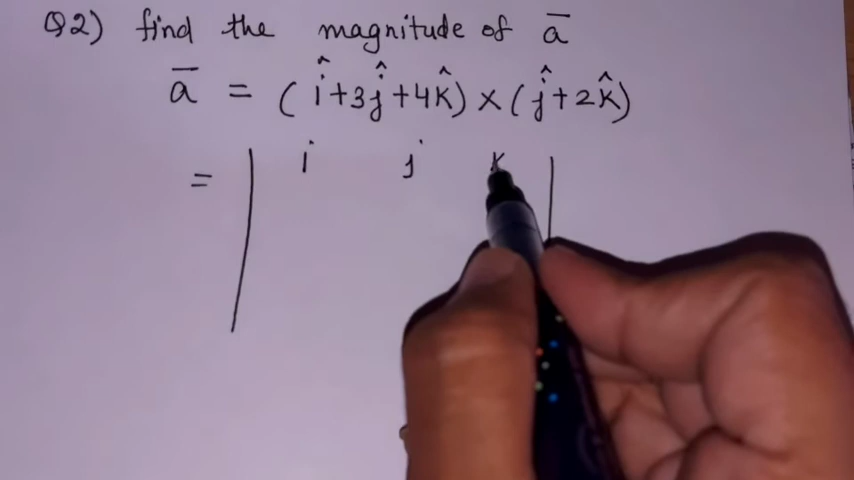 Q2) find the magnitude of a̅
a̅ = (î+3ĵ+4k̂)×(ĵ+2k̂)
= | i j k |